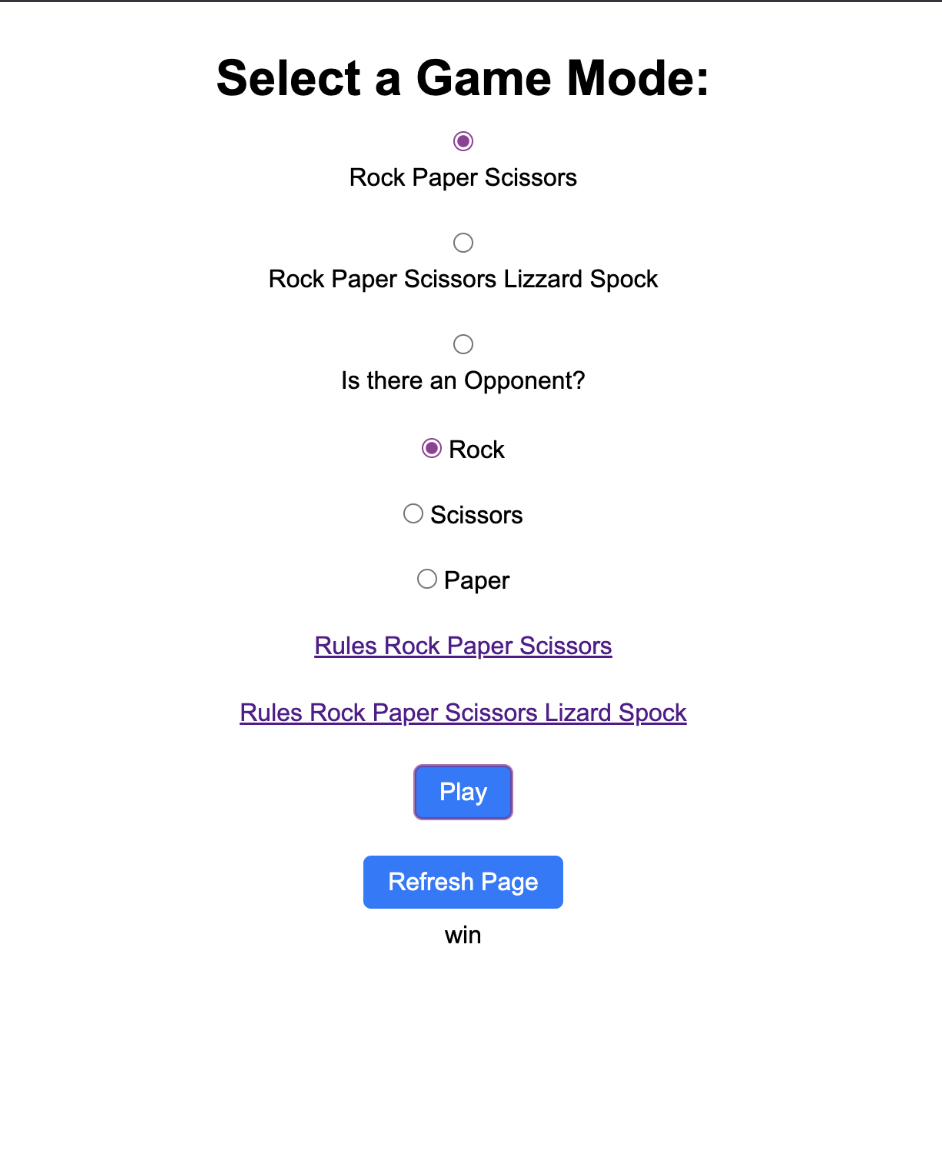 Select a Game Mode:
Rock Paper Scissors
Rock Paper Scissors Lizzard Spock
Is there an Opponent?
Rock
Scissors
Paper
Rules Rock Paper Scissors
Rules Rock Paper Scissors Lizard Spock
Play
Refresh Page
win